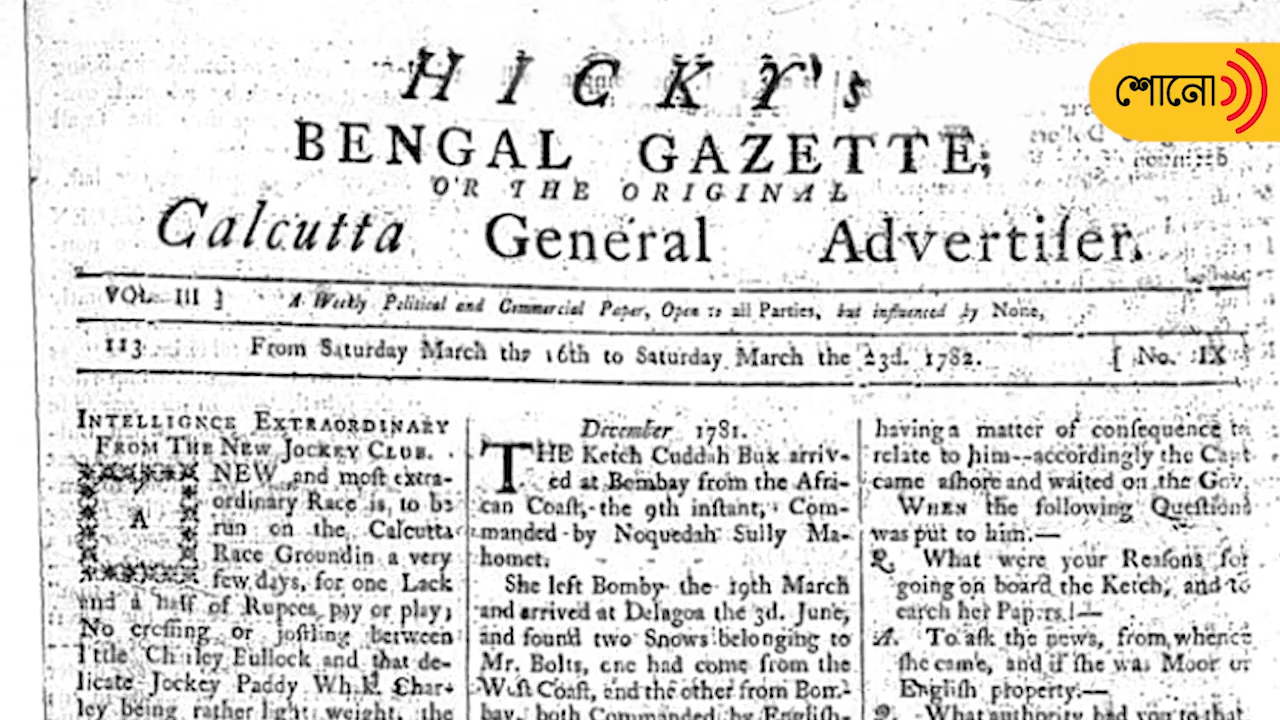 HICKY's
শোনো
BENGAL GAZETTE;
OR THE ORIGINAL
Calcutta General Advertiſer.
VOL. III ] A Weekly Political and Commercial Paper, Open to all Parties, but influenced by None,
113 From Saturday March the 16th to Saturday March the 23d. 1782. [ No. IX
INTELLIGNCE EXTRAORDINARY
FROM THE NEW JOCKEY CLUB.
A NEW and moſt extra-
ordinary Race is, to be
run on the Calcutta
Race Groundin a very
few days, for one Lack
and a half of Rupees pay or play;
No croſſing or joſtling between
little Charley Bullock and that de-
licate Jockey Paddy Char-
ley being rather light weight, the
December 1781.
THE Ketch Cuddah Bux arriv-
ed at Bembay from the Afri-
can Coaſt, the 9th inſtant, Com-
manded by Noquedah Sully Ma-
homet.
She left Bomby the 19th March
and arrived at Delagoa the 3d. June,
and found two Snows belonging to
Mr. Bolts, one had come from the
Weſt Coaſt, and the other from Bom-
bay, both Commanded by Engliſh-
having a matter of conſequence to
relate to him--accordingly the Capt
came aſhore and waited on the Gov.
WHEN the following Queſtions
was put to him.—
Q. What were your Reaſons for
going on board the Ketch, and to
earch her Papers!—
A. To aſk the news, from whence
ſhe came, and if ſhe was Moor or
Engliſh property:—
Q. What authority had you to that